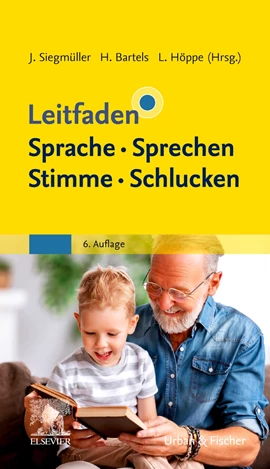 J. Siegmüller   H. Bartels   L. Höppe (Hrsg.)
Leitfaden
Sprache • Sprechen
Stimme • Schlucken
6. Auflage
ELSEVIER
Urban & Fischer